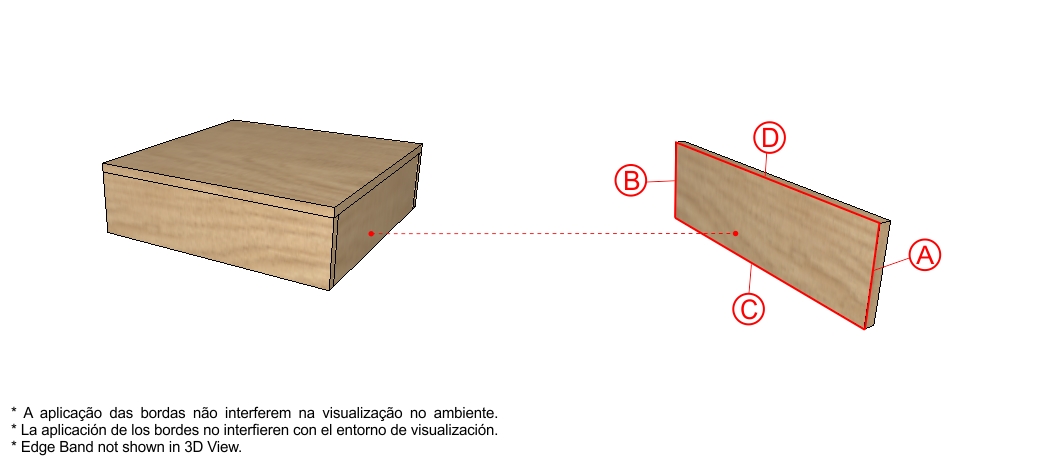 D
B
A
C
* A aplicação das bordas não interferem na visualização no ambiente.
* La aplicación de los bordes no interfieren con el entorno de visualización.
* Edge Band not shown in 3D View.